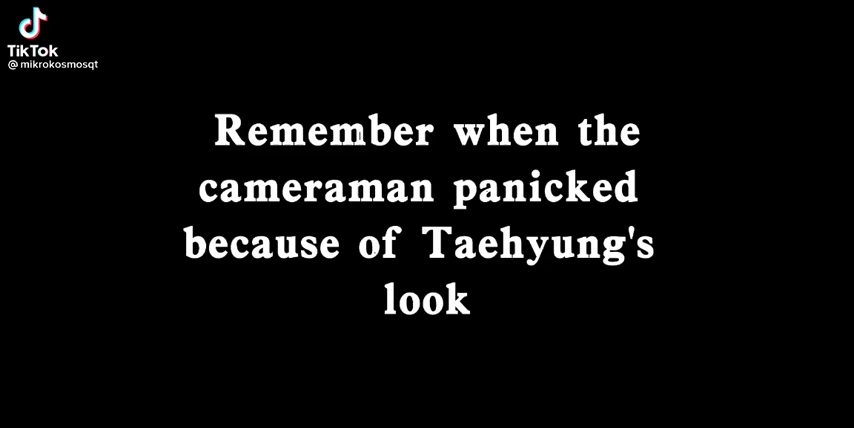 TikTok
@mikrokosmosqt
Remember when the
cameraman panicked
because of Taehyung's
look